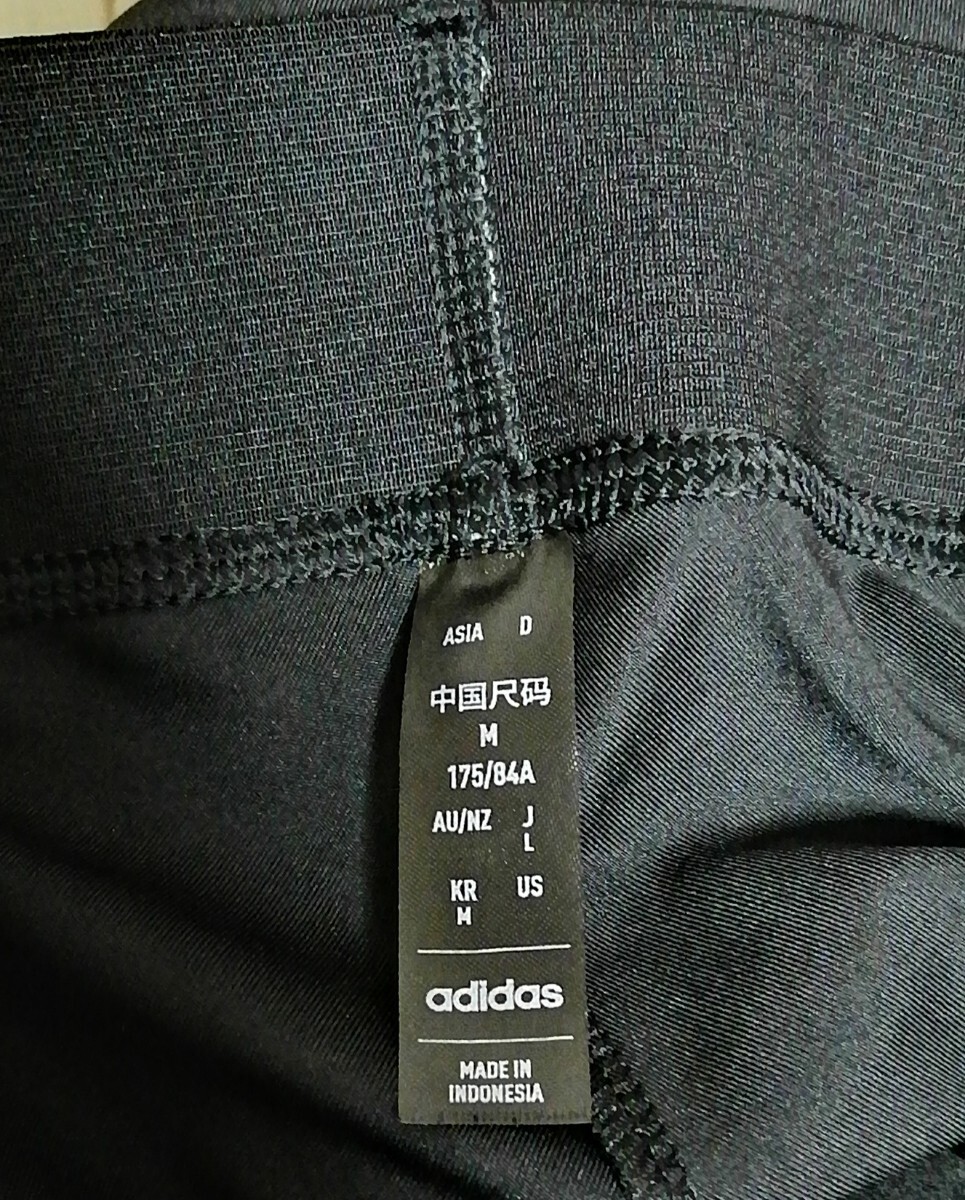 ASIA D
中国尺码
M
175/84A
AU/NZ J
L
KR US
M
adidas
MADE IN
INDONESIA